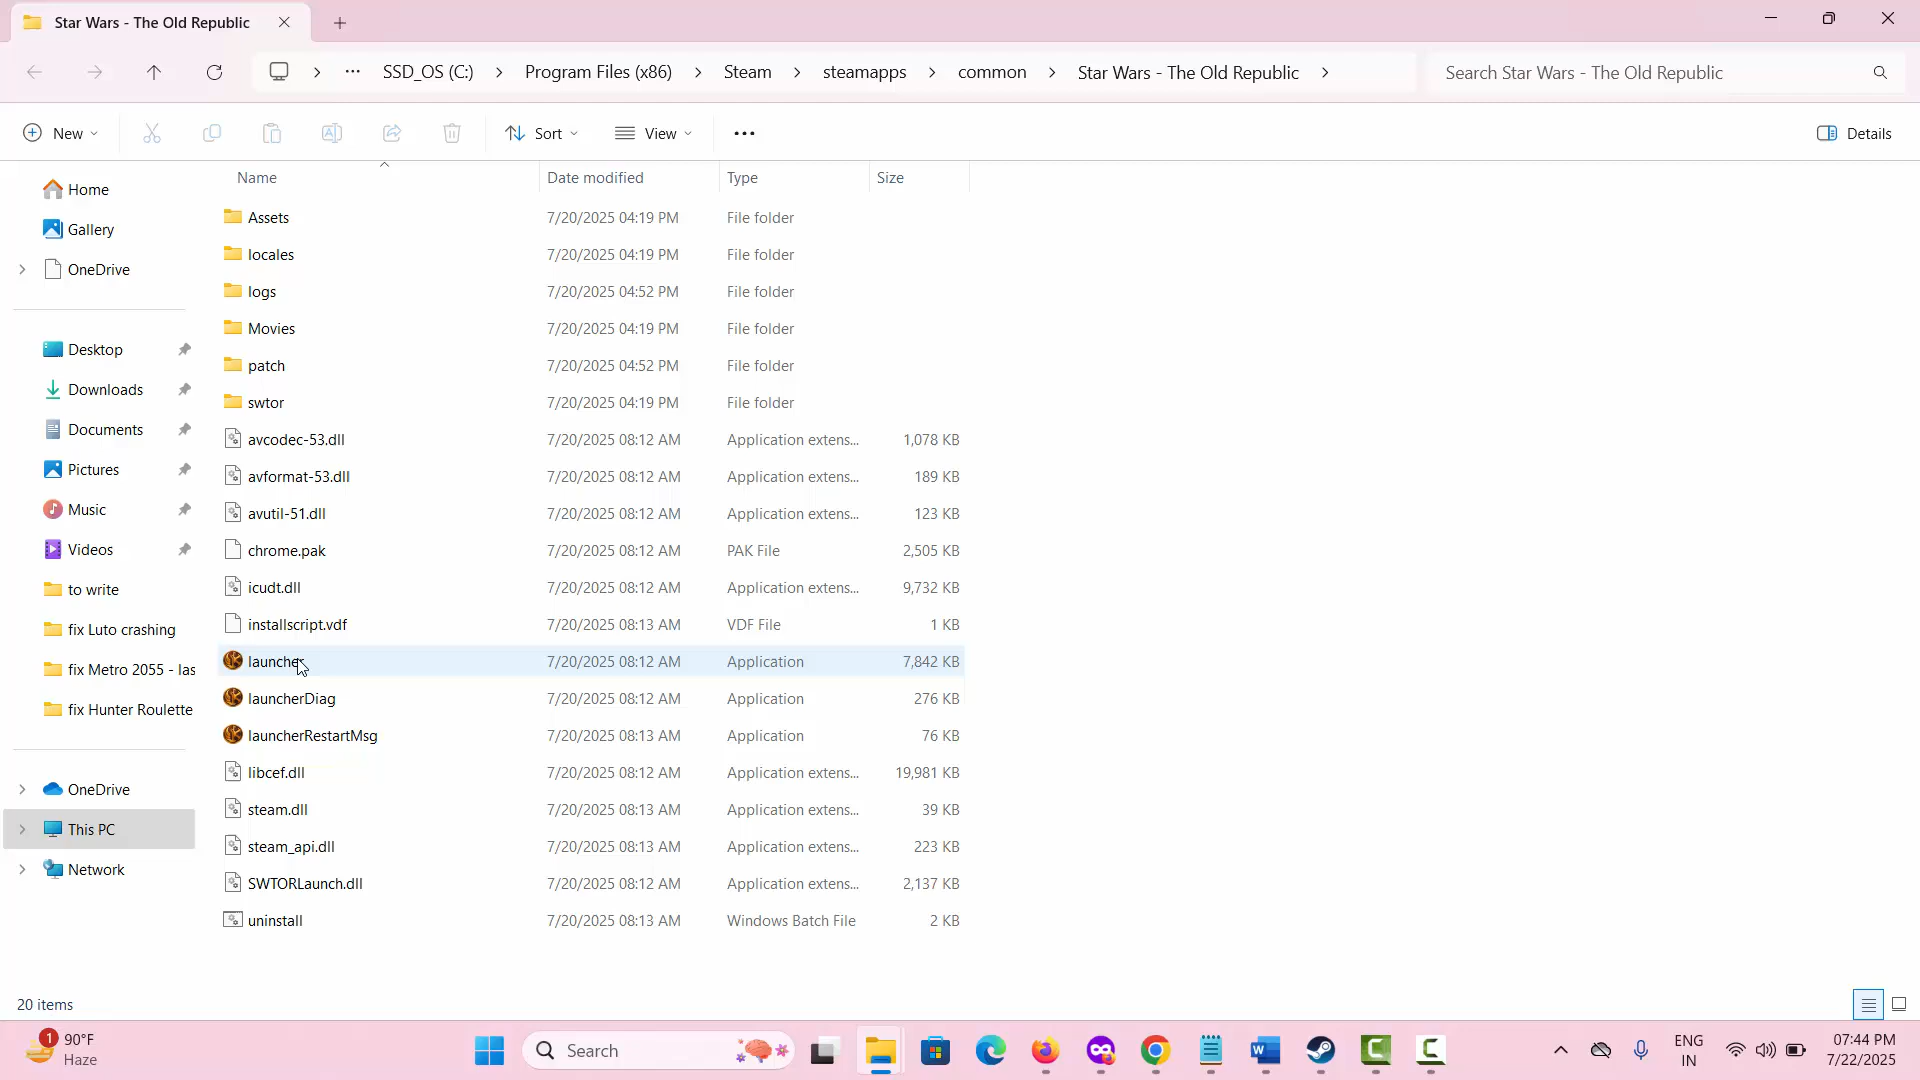 Star Wars - The Old Republic
SSD_OS (C:)
Program Files (x86)
Steam
steamapps
common
Star Wars - The Old Republic
Search Star Wars - The Old Republic
New
Sort
View
Details
Name
Date modified
Type
Size
Home
Gallery
OneDrive
Desktop
Downloads
Documents
Pictures
Music
Videos
to write
fix Luto crashing
fix Metro 2055 - las
fix Hunter Roulette
OneDrive
This PC
Network
Assets 7/20/2025 04:19 PM File folder
locales 7/20/2025 04:19 PM File folder
logs 7/20/2025 04:52 PM File folder
Movies 7/20/2025 04:19 PM File folder
patch 7/20/2025 04:52 PM File folder
swtor 7/20/2025 04:19 PM File folder
avcodec-53.dll 7/20/2025 08:12 AM Application extens... 1,078 KB
avformat-53.dll 7/20/2025 08:12 AM Application extens... 189 KB
avutil-51.dll 7/20/2025 08:12 AM Application extens... 123 KB
chrome.pak 7/20/2025 08:12 AM PAK File 2,505 KB
icudt.dll 7/20/2025 08:12 AM Application extens... 9,732 KB
installscript.vdf 7/20/2025 08:13 AM VDF File 1 KB
launcher 7/20/2025 08:12 AM Application 7,842 KB
launcherDiag 7/20/2025 08:12 AM Application 276 KB
launcherRestartMsg 7/20/2025 08:13 AM Application 76 KB
libcef.dll 7/20/2025 08:12 AM Application extens... 19,981 KB
steam.dll 7/20/2025 08:13 AM Application extens... 39 KB
steam_api.dll 7/20/2025 08:13 AM Application extens... 223 KB
SWTORLaunch.dll 7/20/2025 08:12 AM Application extens... 2,137 KB
uninstall 7/20/2025 08:13 AM Windows Batch File 2 KB
20 items
1
90°F
Haze
Search
ENG
IN
07:44 PM
7/22/2025